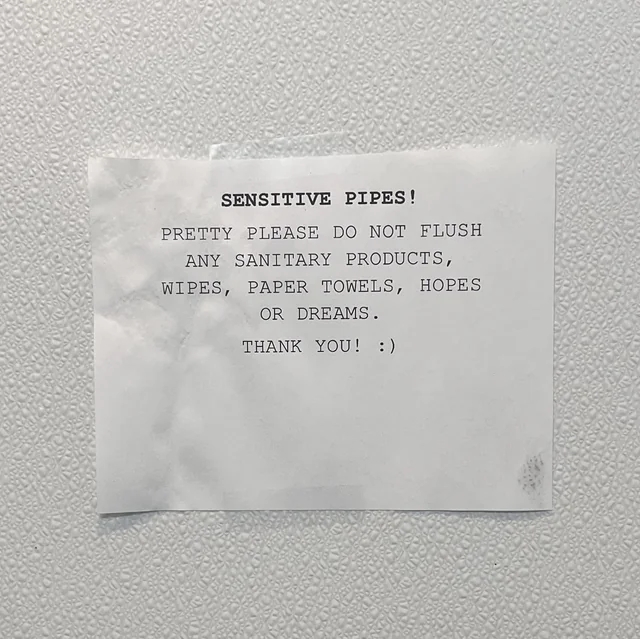 SENSITIVE PIPES!
PRETTY PLEASE DO NOT FLUSH
ANY SANITARY PRODUCTS,
WIPES, PAPER TOWELS, HOPES
OR DREAMS.
THANK YOU! :)